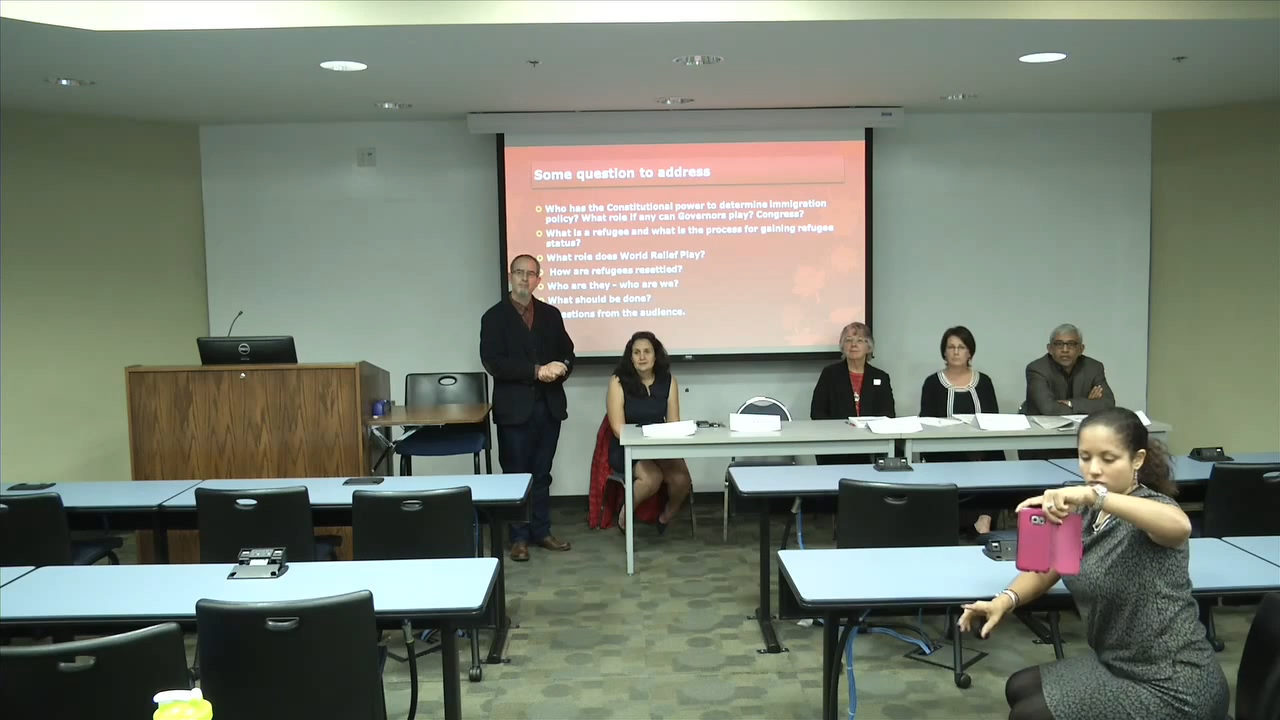 Some question to address
Who has the Constitutional power to determine immigration
policy? What role if any can Governors play? Congress?
What is a refugee and what is the process for gaining refugee
status?
What role does World Relief Play?
How are refugees resettled?
Who are they - who are we?
What should be done?
from the audience.
DELL